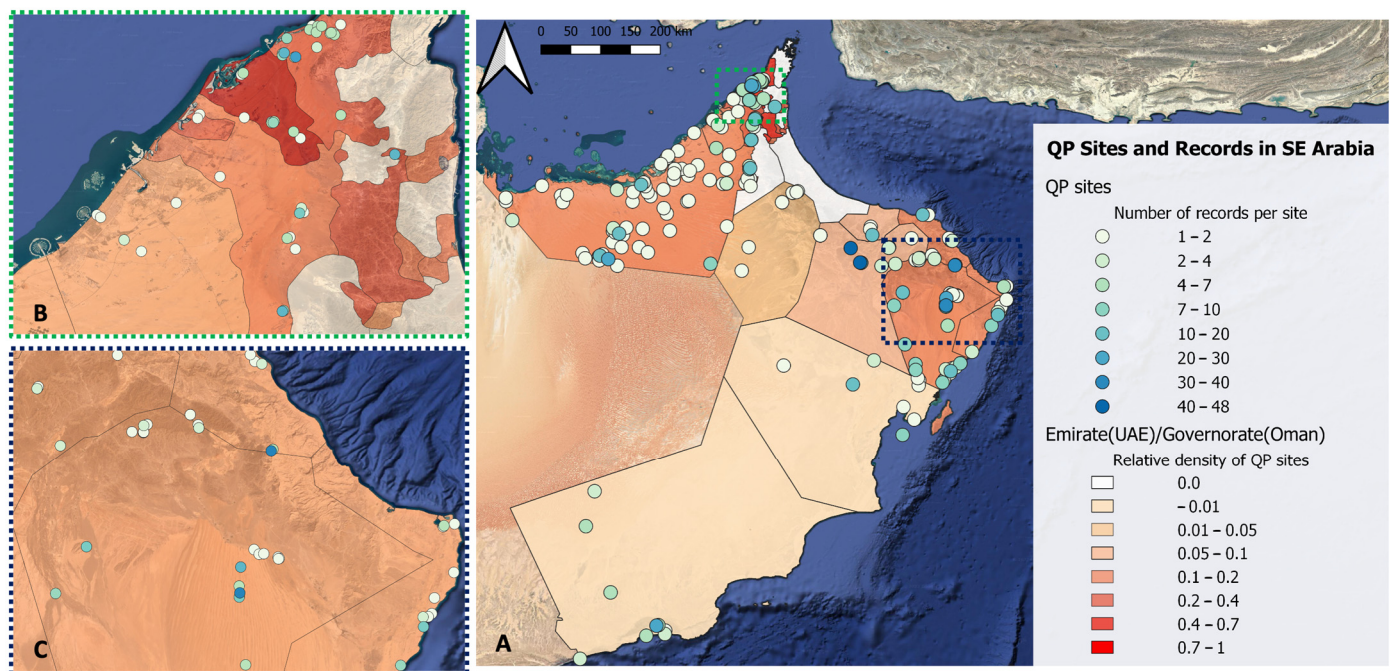 B
C
0 50 100 150 200 km
A
QP Sites and Records in SE Arabia
QP sites
Number of records per site
1 – 2
2 – 4
4 – 7
7 – 10
10 – 20
20 – 30
30 – 40
40 – 48
Emirate(UAE)/Governorate(Oman)
Relative density of QP sites
0.0
– 0.01
0.01 – 0.05
0.05 – 0.1
0.1 – 0.2
0.2 – 0.4
0.4 – 0.7
0.7 – 1